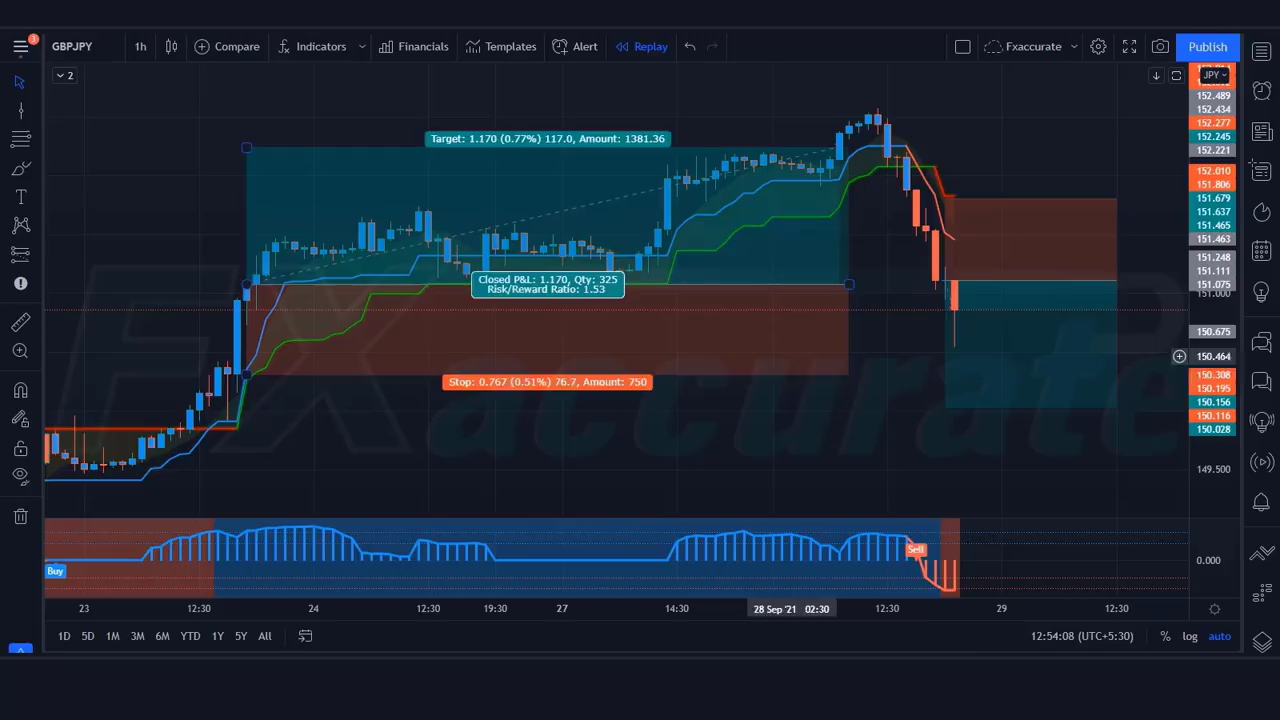 3
GBPJPY
1h
Compare
Indicators
Financials
Templates
Alert
Replay
Fxaccurate
Publish
2
JPY
152.489
152.434
152.277
152.245
152.221
152.010
151.806
151.679
151.637
151.465
151.463
151.248
151.111
151.075
151.000
150.675
150.464
150.308
150.195
150.156
150.116
150.028
149.500
Target: 1.170 (0.77%) 117.0, Amount: 1381.36
Closed P&L: 1.170, Qty: 325
Risk/Reward Ratio: 1.53
Stop: 0.767 (0.51%) 76.7, Amount: 750
FX accurate
Buy
Sell
0.000
23
12:30
24
12:30
19:30
27
14:30
28 Sep '21 02:30
12:30
29
12:30
1D
5D
1M
3M
6M
YTD
1Y
5Y
All
12:54:08 (UTC+5:30)
%
log
auto